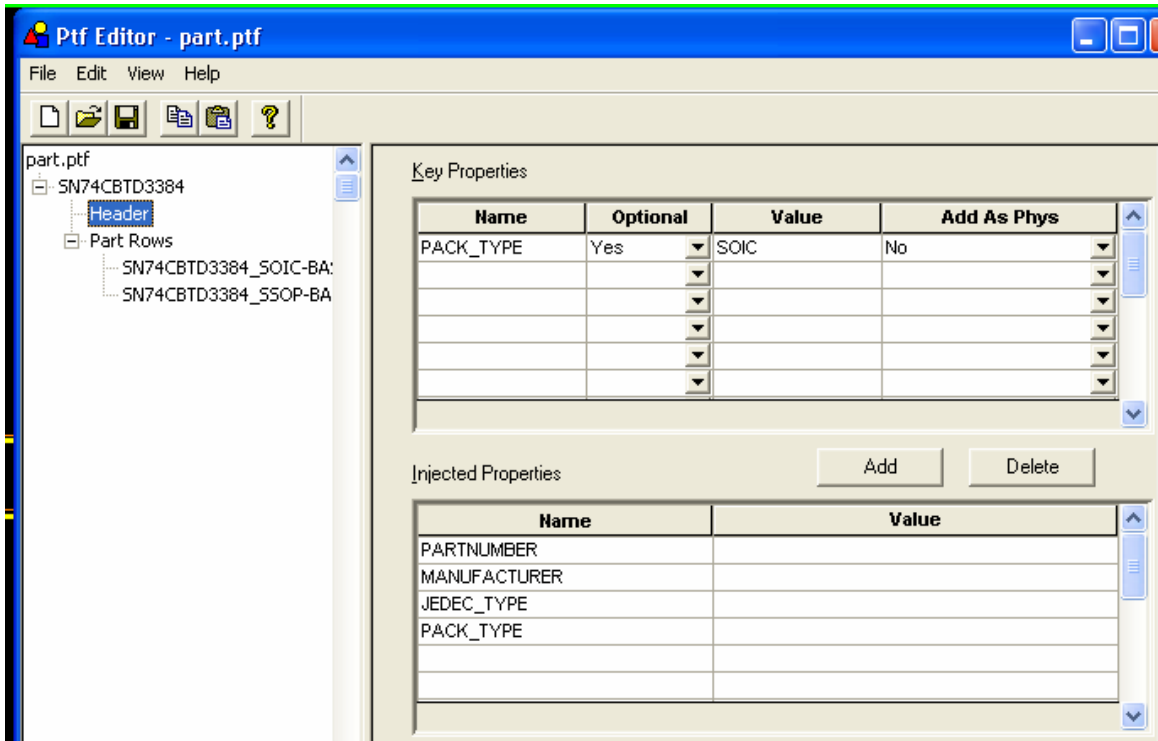 Ptf Editor - part.ptf
File Edit View Help
part.ptf
SN74CBTD3384
Header
Part Rows
SN74CBTD3384_SOIC-BA
SN74CBTD3384_SSOP-BA
Key Properties
Name Optional Value Add As Phys
PACK_TYPE Yes SOIC No
Add Delete
Injected Properties
Name Value
PARTNUMBER
MANUFACTURER
JEDEC_TYPE
PACK_TYPE